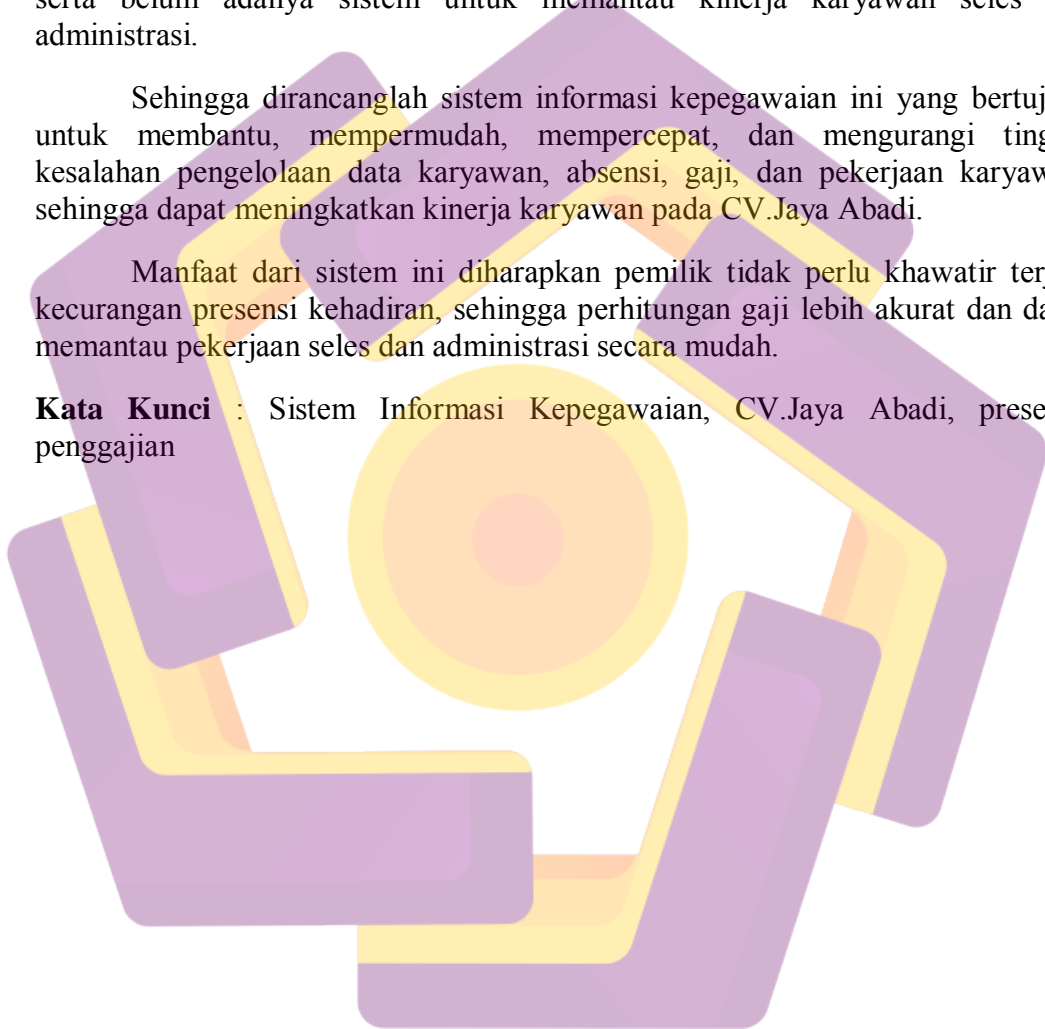 serta belum adanya sistem untuk memantau kinerja karyawan seles
administrasi.
Sehingga dirancanglah sistem informasi kepegawaian ini yang bertuj
untuk membantu, mempermudah, mempercepat, dan mengurangi ting
kesalahan pengelolaan data karyawan, absensi, gaji, dan pekerjaan karyaw
sehingga dapat meningkatkan kinerja karyawan pada CV.Jaya Abadi.
Manfaat dari sistem ini diharapkan pemilik tidak perlu khawatir terj
kecurangan presensi kehadiran, sehingga perhitungan gaji lebih akurat dan da
memantau pekerjaan seles dan administrasi secara mudah.
Kata Kunci : Sistem Informasi Kepegawaian, CV.Jaya Abadi, prese
penggajian